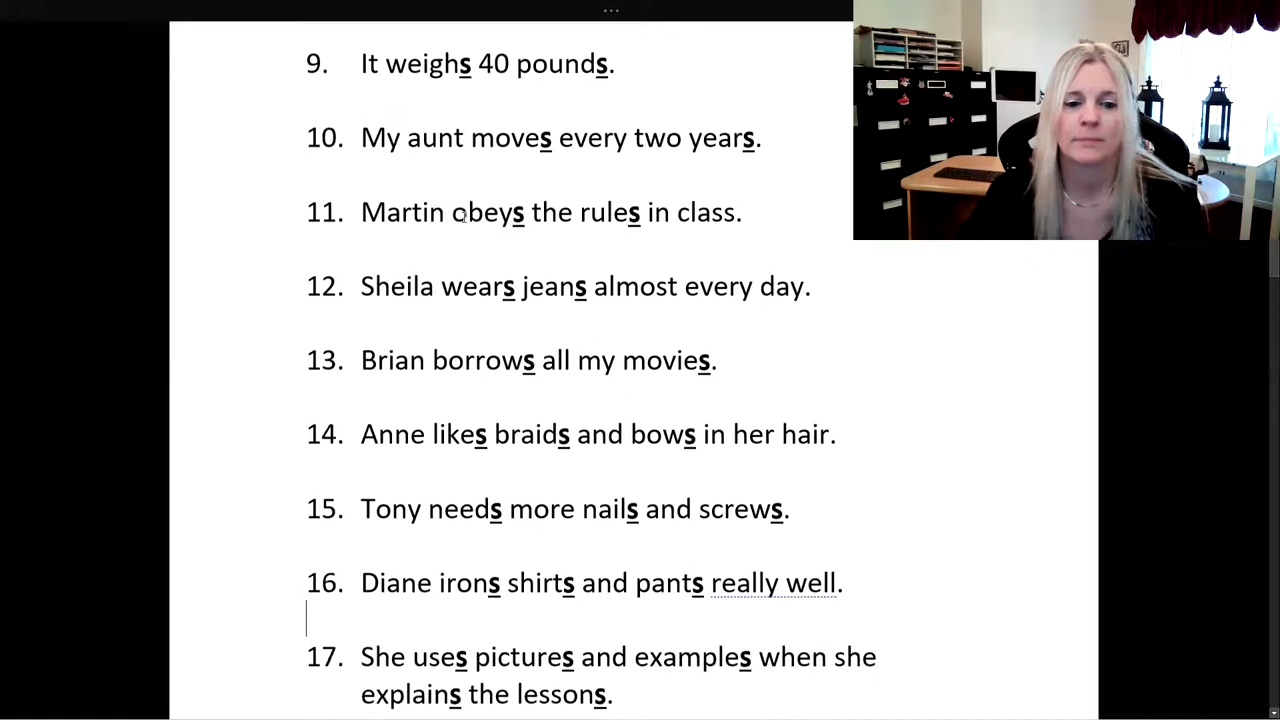 9. It weighs 40 pounds.
10. My aunt moves every two years.
11. Martin obeys the rules in class.
12. Sheila wears jeans almost every day.
13. Brian borrows all my movies.
14. Anne likes braids and bows in her hair.
15. Tony needs more nails and screws.
16. Diane irons shirts and pants really well.
17. She uses pictures and examples when she
explains the lessons.